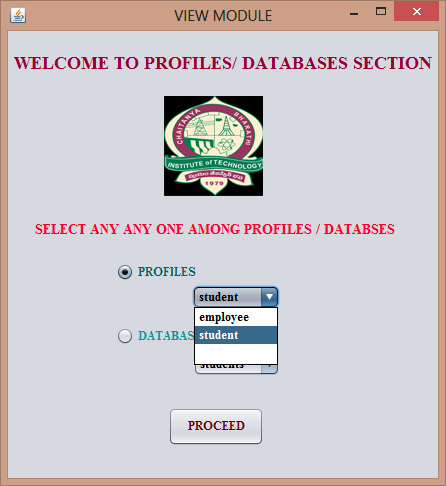 VIEW MODULE
WELCOME TO PROFILES/ DATABASES SECTION
CHAITANYA BHARATHI
INSTITUTE of TECHNOLOGY
1979
SELECT ANY ANY ONE AMONG PROFILES / DATABSES
PROFILES
student
employee
student
DATABAS
students
PROCEED